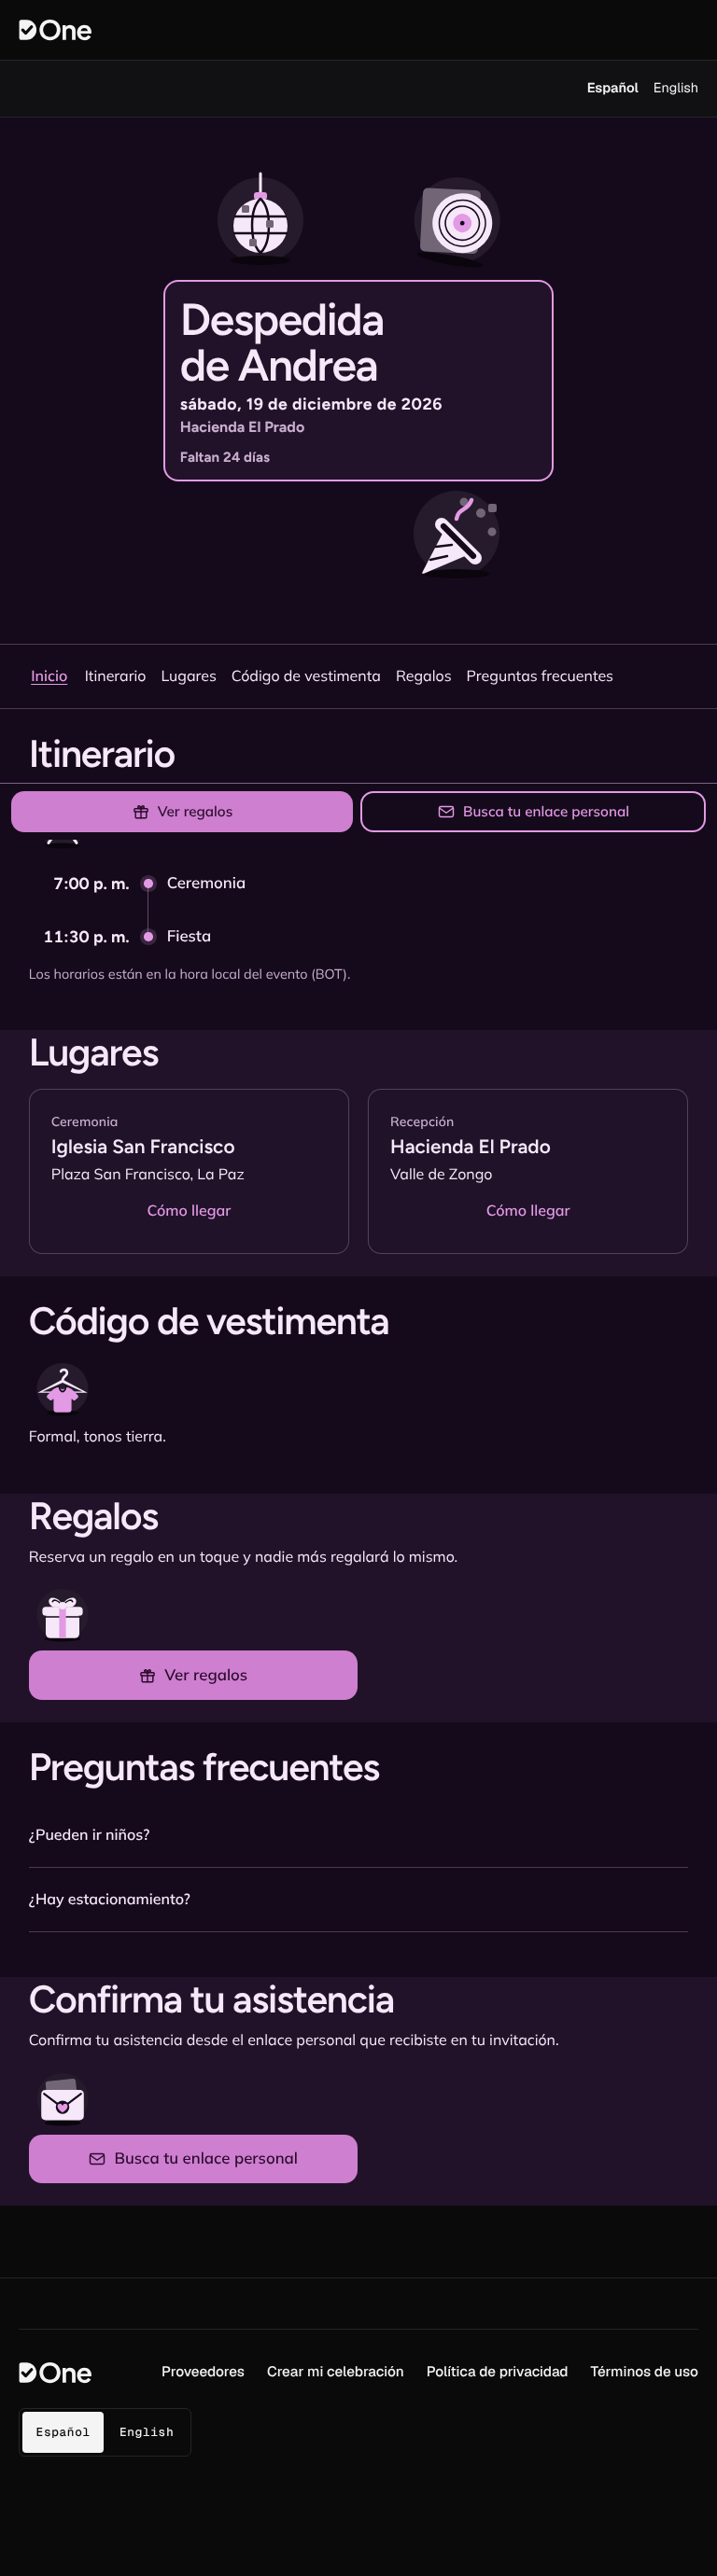 One
Español English
Despedida
de Andrea
sábado, 19 de diciembre de 2026
Hacienda El Prado
Faltan 24 días
Inicio Itinerario Lugares Código de vestimenta Regalos Preguntas frecuentes
Itinerario
Ver regalos Busca tu enlace personal
7:00 p. m. Ceremonia
11:30 p. m. Fiesta
Los horarios están en la hora local del evento (BOT).
Lugares
Ceremonia
Iglesia San Francisco
Plaza San Francisco, La Paz
Cómo llegar
Recepción
Hacienda El Prado
Valle de Zongo
Cómo llegar
Código de vestimenta
Formal, tonos tierra.
Regalos
Reserva un regalo en un toque y nadie más regalará lo mismo.
Ver regalos
Preguntas frecuentes
¿Pueden ir niños?
¿Hay estacionamiento?
Confirma tu asistencia
Confirma tu asistencia desde el enlace personal que recibiste en tu invitación.
Busca tu enlace personal
One Proveedores Crear mi celebración Política de privacidad Términos de uso
Español English